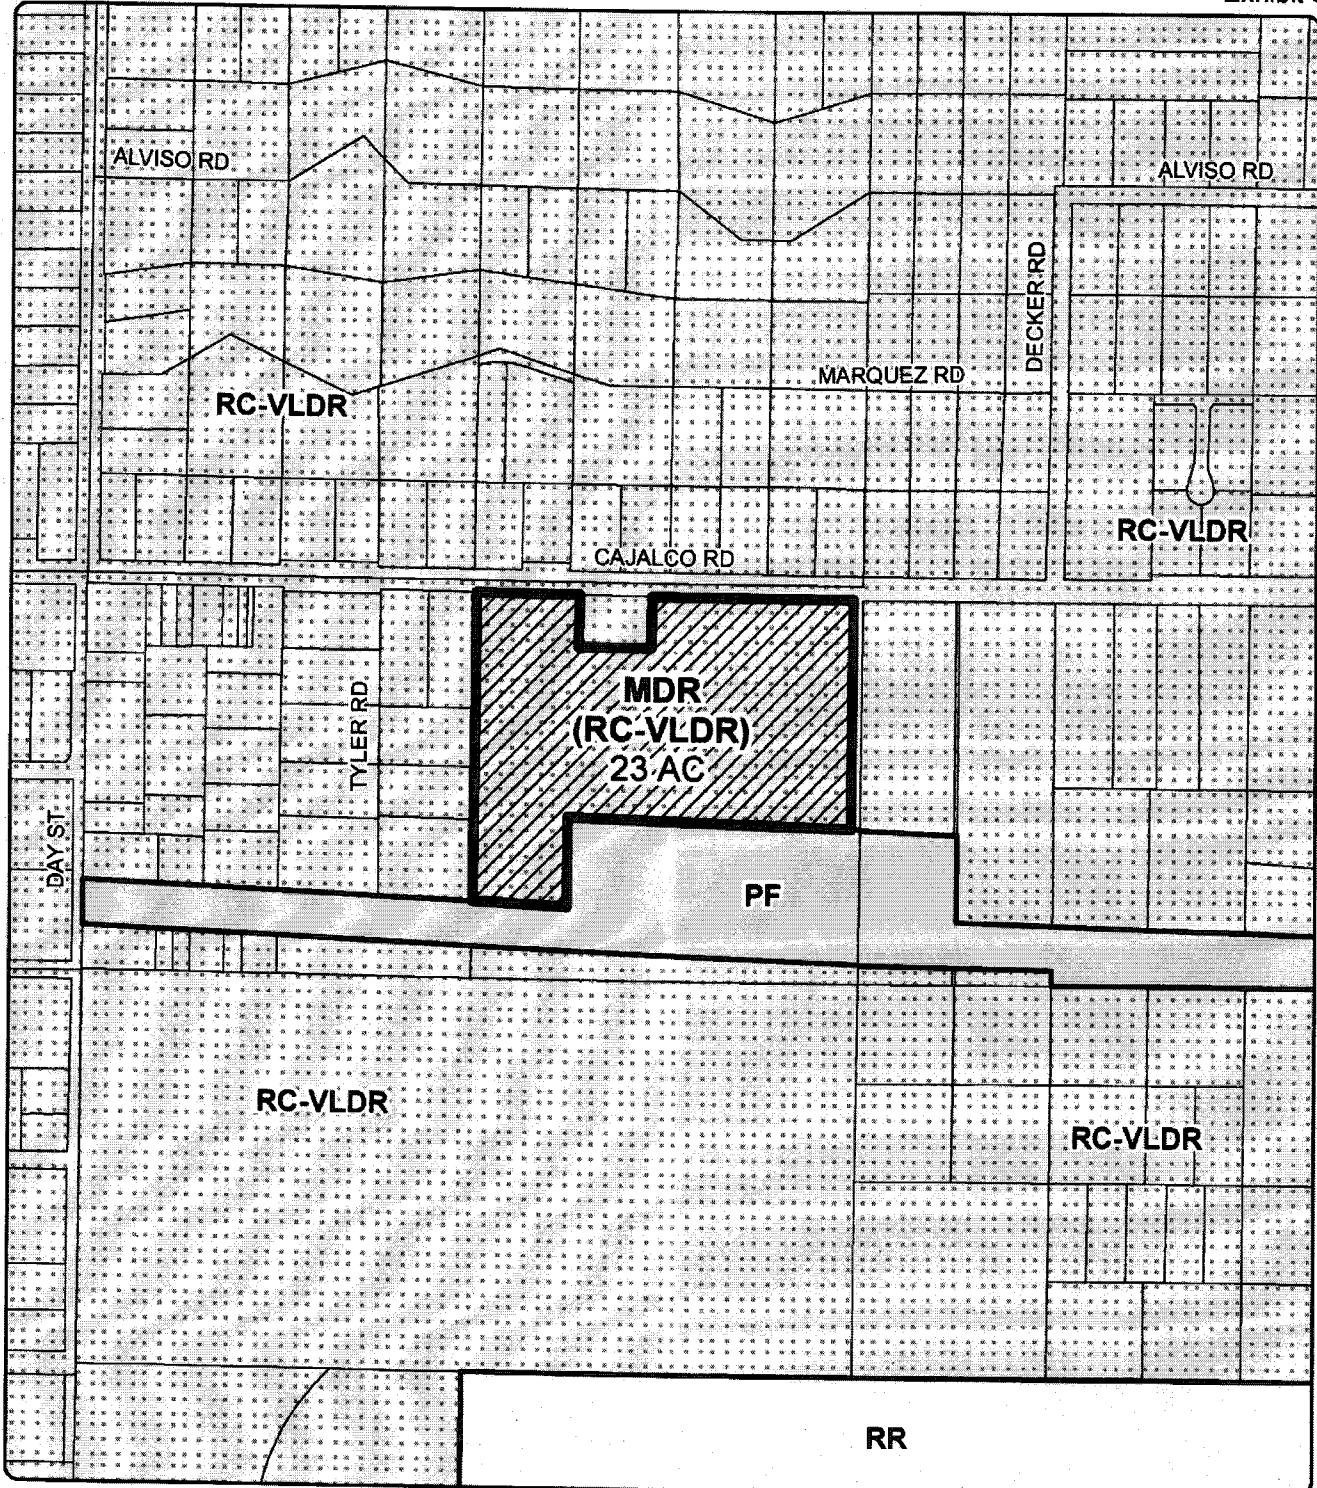 Exhibit
ALVISO RD
ALVISO RD
DECKER RD
MARQUEZ RD
RC-VLDR
RC-VLDR
CAJALCO RD
MDR
(RC-VLDR)
23 AC
TYLER RD
DAY ST
PF
RC-VLDR
RC-VLDR
RR